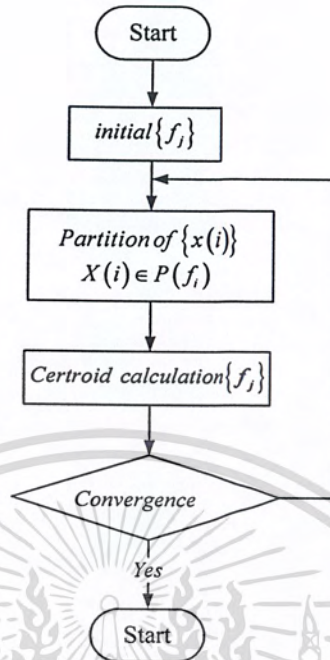 Start
initial{f_j}
Partition of {x(i)}
X(i)∈P(f_i)
Certroid calculation{f_j}
Convergence
Yes
Start